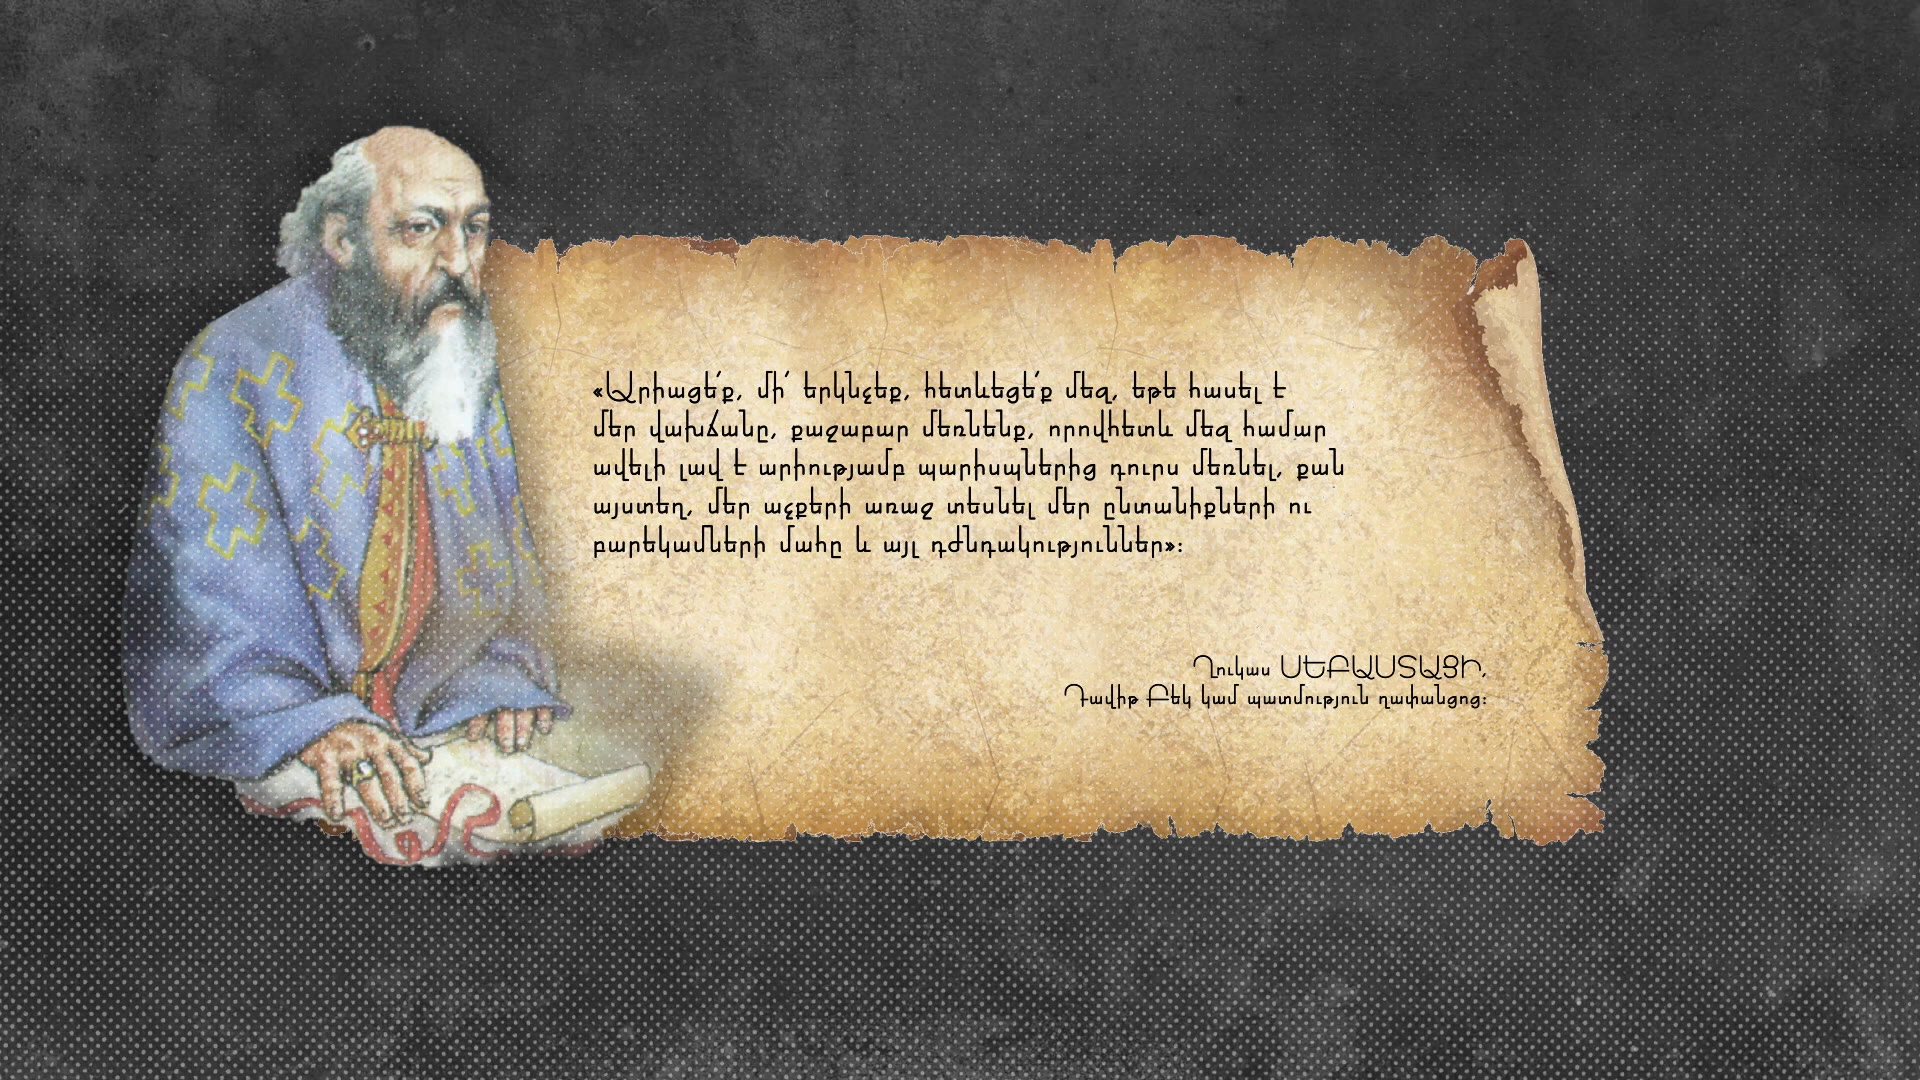 «Արիացե՛ք, մի՛ երկնչեք, հետևեցե՛ք մեզ, եթե հասել է
մեր վախճանը, քաջաբար մեռնենք, որովհետև մեզ համար
ավելի լավ է արիությամբ պարիսպներից դուրս մեռնել, քան
այստեղ, մեր աչքերի առաջ տեսնել մեր ընտանիքների ու
բարեկամների մահը և այլ դժնդակություններ»:
Ղուկաս ՍԵԲԱՍՏԱՑԻ,
Դավիթ Բեկ կամ պատմություն ղափանցոց: